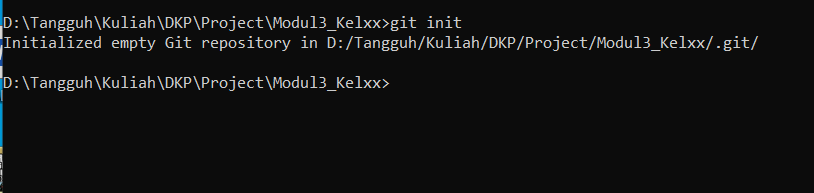 D:\Tangguh\Kuliah\DKP\Project\Modul3_Kelxx>git init
Initialized empty Git repository in D:/Tangguh/Kuliah/DKP/Project/Modul3_Kelxx/.git/
D:\Tangguh\Kuliah\DKP\Project\Modul3_Kelxx>